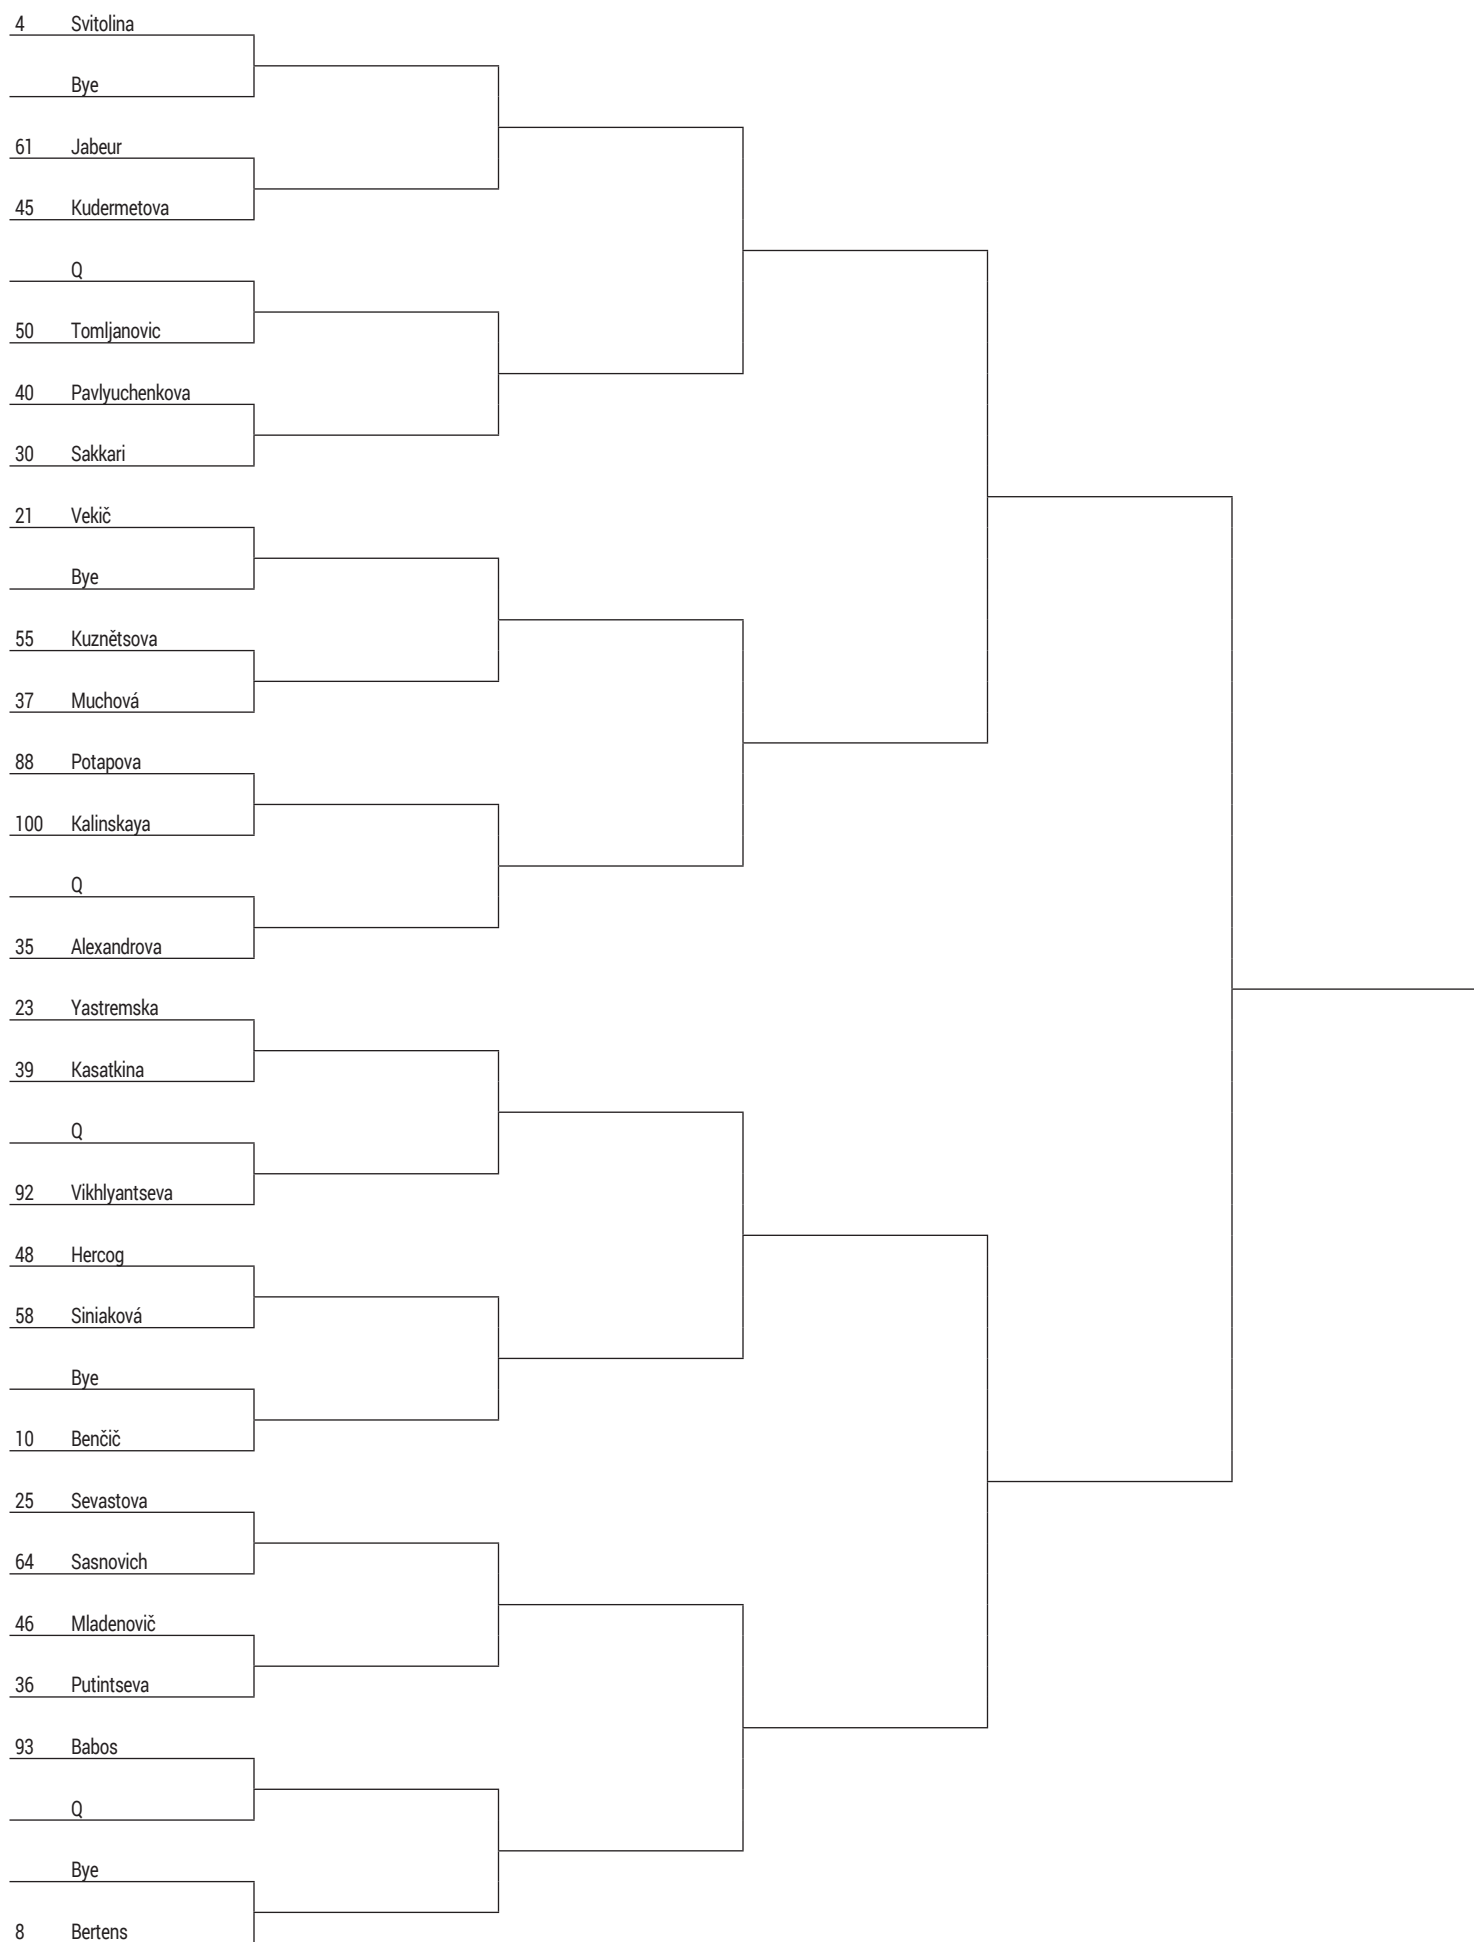 4 Svitolina
Bye
61 Jabeur
45 Kudermetova
Q
50 Tomljanovic
40 Pavlyuchenkova
30 Sakkari
21 Vekič
Bye
55 Kuznětsova
37 Muchová
88 Potapova
100 Kalinskaya
Q
35 Alexandrova
23 Yastremska
39 Kasatkina
Q
92 Vikhlyantseva
48 Hercog
58 Siniaková
Bye
10 Benčič
25 Sevastova
64 Sasnovich
46 Mladenovič
36 Putintseva
93 Babos
Q
Bye
8 Bertens